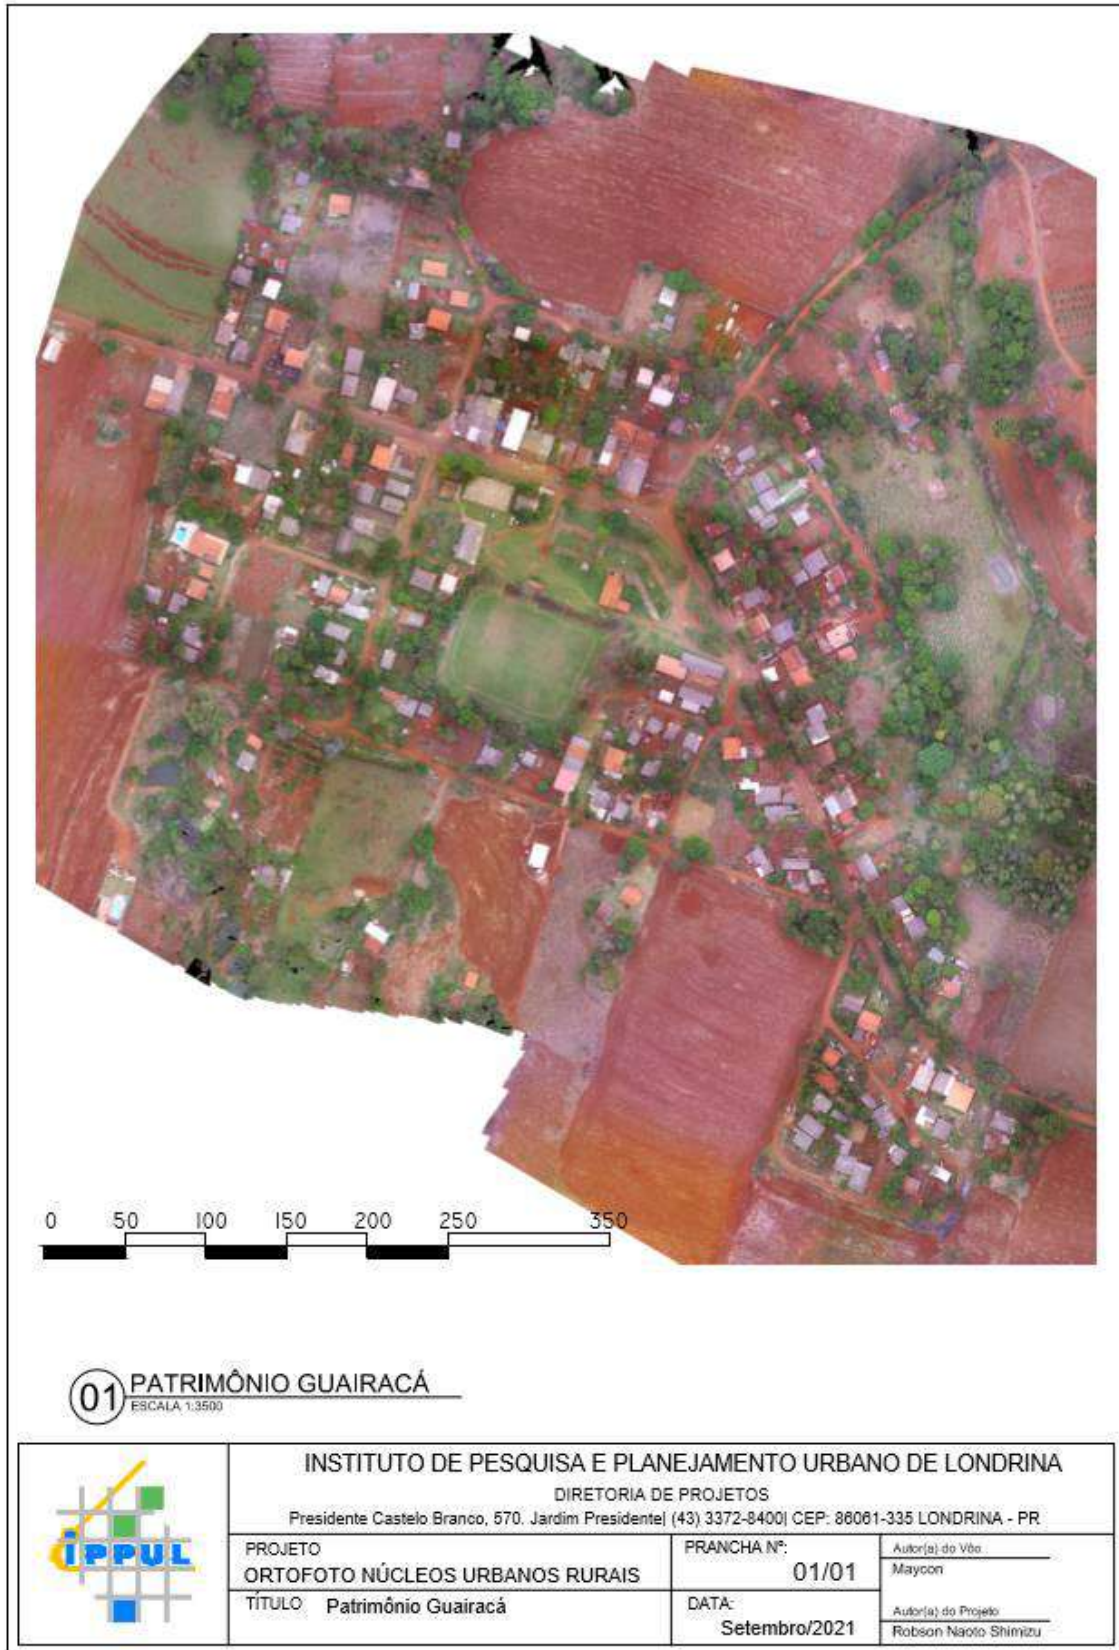 0 50 100 150 200 250 350
01 PATRIMÔNIO GUAIRACÁ
ESCALA 1:3500
INSTITUTO DE PESQUISA E PLANEJAMENTO URBANO DE LONDRINA
DIRETORIA DE PROJETOS
Presidente Castelo Branco, 570. Jardim Presidente| (43) 3372-8400| CEP: 86061-335 LONDRINA - PR
IPPUL
PROJETO
ORTOFOTO NÚCLEOS URBANOS RURAIS
PRANCHA Nº:
01/01
Autor(a) do Vôo
Maycon
TÍTULO Patrimônio Guairacá
DATA:
Setembro/2021
Autor(a) do Projeto
Robson Naoto Shimizu